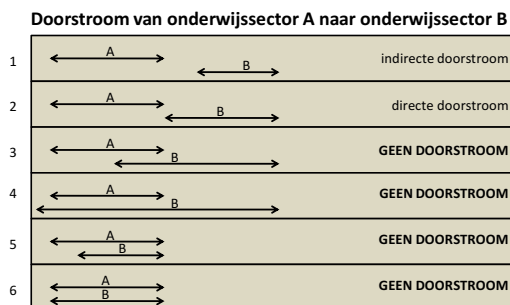 Doorstroom van onderwijssector A naar onderwijssector B
1 A B indirecte doorstroom
2 A B directe doorstroom
3 A B GEEN DOORSTROOM
4 A B GEEN DOORSTROOM
5 A B GEEN DOORSTROOM
6 A B GEEN DOORSTROOM